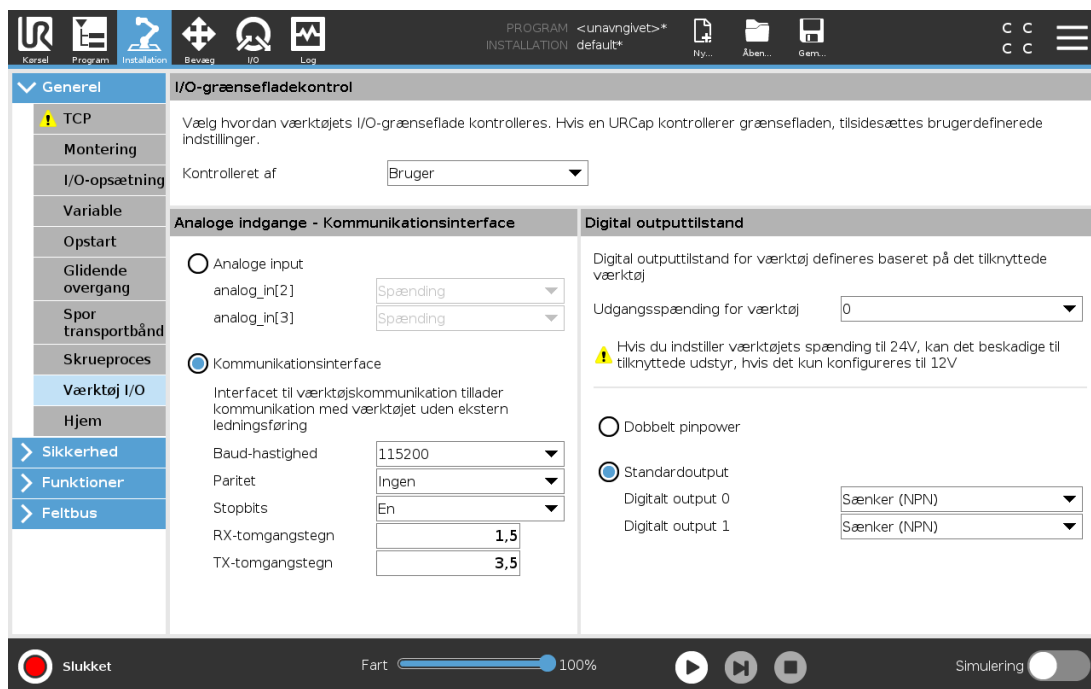 UR
PROGRAM <unavngivet>*
INSTALLATION default*
Kørsel
Program
Installation
Bevæg
I/O
Log
Ny...
Åben...
Gem...
C C
C C
Generel
TCP
Montering
I/O-opsætning
Variable
Opstart
Glidende
overgang
Spor
transportbånd
Skrueproces
Værktøj I/O
Hjem
Sikkerhed
Funktioner
Feltbus
I/O-grænsefladekontrol
Vælg hvordan værktøjets I/O-grænseflade kontrolleres. Hvis en URCap kontrollerer grænsefladen, tilsidesættes brugerdefinerede
indstillinger.
Kontrolleret af Bruger
Analoge indgange - Kommunikationsinterface
Analoge input
analog_in[2] Spænding
analog_in[3] Spænding
Kommunikationsinterface
Interfacet til værktøjskommunikation tillader
kommunikation med værktøjet uden ekstern
ledningsføring
Baud-hastighed 115200
Paritet Ingen
Stopbits En
RX-tomgangstegn 1,5
TX-tomgangstegn 3,5
Digital outputtilstand
Digital outputtilstand for værktøj defineres baseret på det tilknyttede
værktøj
Udgangsspænding for værktøj 0
Hvis du indstiller værktøjets spænding til 24V, kan det beskadige til
tilknyttede udstyr, hvis det kun konfigureres til 12V
Dobbelt pinpower
Standardoutput
Digitalt output 0 Sænker (NPN)
Digitalt output 1 Sænker (NPN)
Slukket
Fart 100%
Simulering